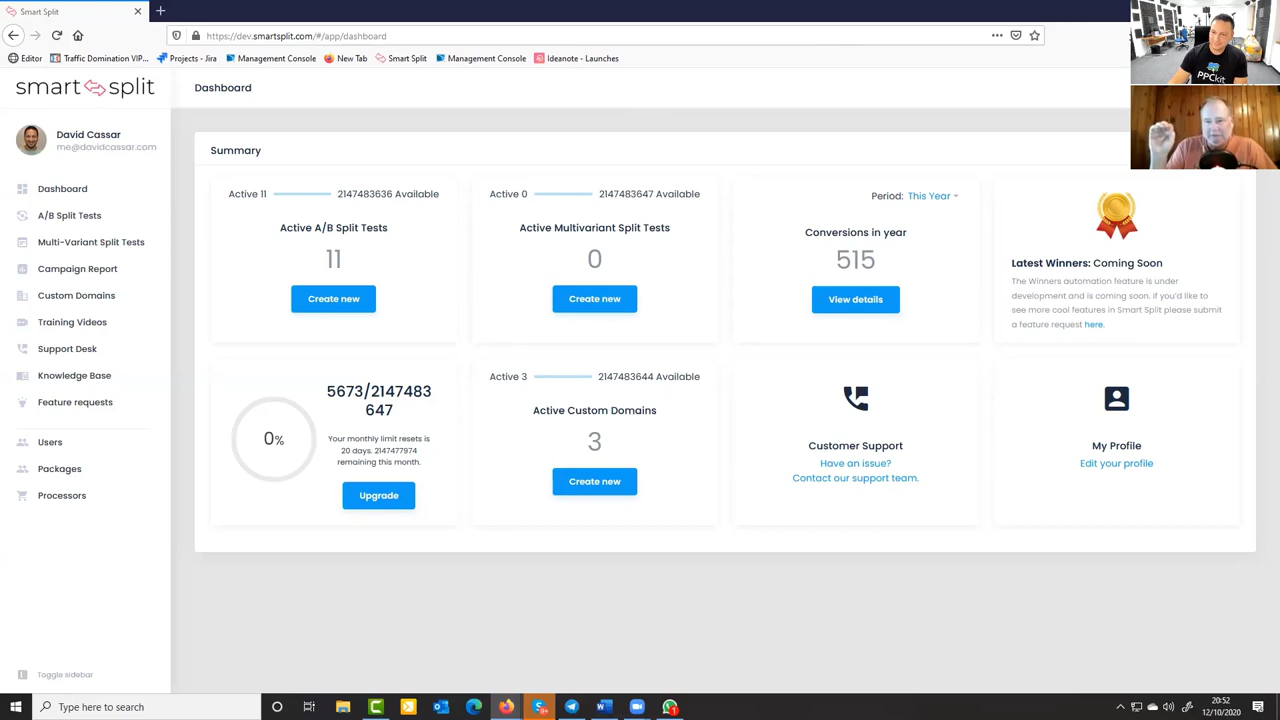 Smart Split
https://dev.smartsplit.com/#/app/dashboard
Editor
Traffic Domination VIP...
Projects - Jira
Management Console
New Tab
Smart Split
Management Console
Ideanote - Launches
smart split
Dashboard
David Cassar
me@davidcassar.com
Dashboard
A/B Split Tests
Multi-Variant Split Tests
Campaign Report
Custom Domains
Training Videos
Support Desk
Knowledge Base
Feature requests
Users
Packages
Processors
Toggle sidebar
Summary
Active 11 2147483636 Available
Active A/B Split Tests
11
Create new
Active 0 2147483647 Available
Active Multivariant Split Tests
0
Create new
Period: This Year
Conversions in year
515
View details
Latest Winners: Coming Soon
The Winners automation feature is under
development and is coming soon. if you'd like to
see more cool features in Smart Split please submit
a feature request here.
0%
5673/2147483
647
Your monthly limit resets is
20 days. 2147477974
remaining this month.
Upgrade
Active 3 2147483644 Available
Active Custom Domains
3
Create new
Customer Support
Have an issue?
Contact our support team.
My Profile
Edit your profile
PPCKit
Type here to search
20:52
12/10/2020